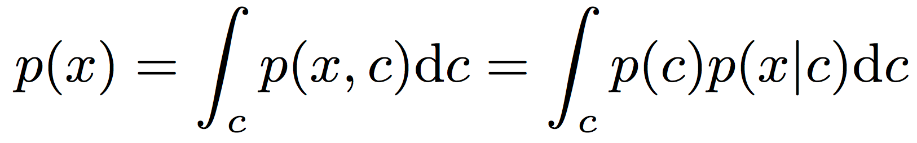 p(x) = ∫_c p(x, c)dc = ∫_c p(c)p(x|c)dc